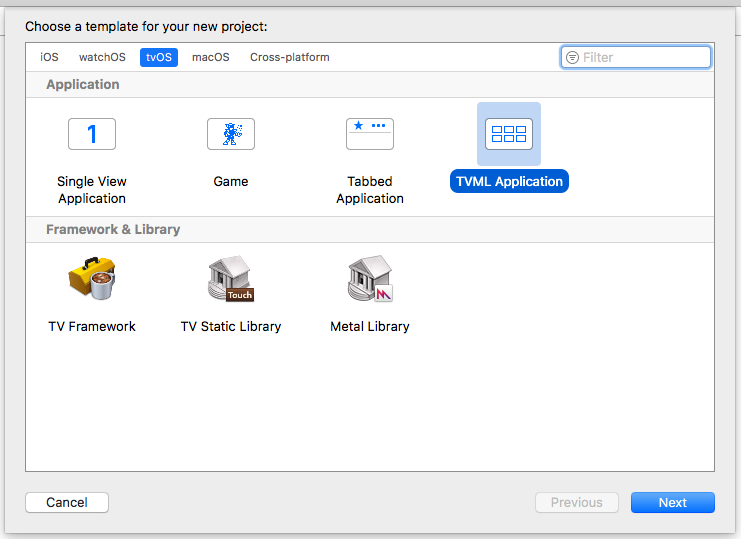 Choose a template for your new project:
iOS watchOS tvOS macOS Cross-platform Filter
Application
1
Single View Application
Game
Tabbed Application
TVML Application
Framework & Library
Touch
TV Framework
TV Static Library
Metal Library
Cancel Previous Next